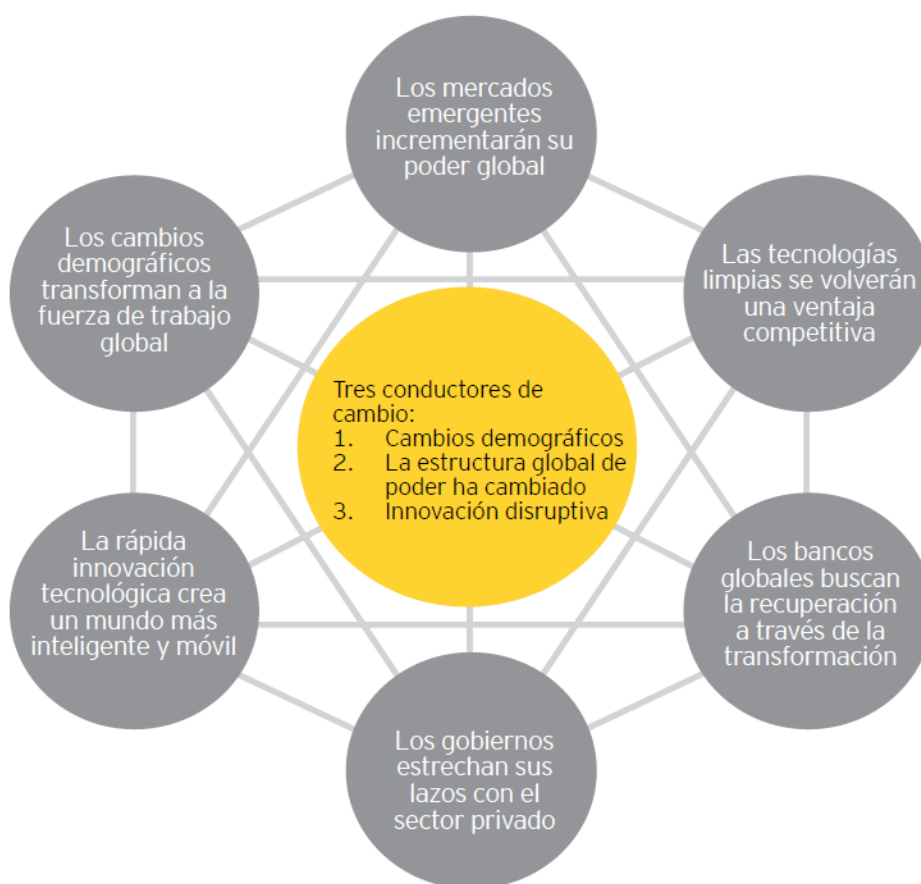 Los mercados
emergentes
incrementarán su
poder global
Los cambios
demográficos
transforman a la
fuerza de trabajo
global
Las tecnologías
limpias se volverán
una ventaja
competitiva
Tres conductores de
cambio:
1. Cambios demográficos
2. La estructura global de
poder ha cambiado
3. Innovación disruptiva
La rápida
innovación
tecnológica crea
un mundo más
inteligente y móvil
Los bancos
globales buscan
la recuperación
a través de la
transformación
Los gobiernos
estrechan sus
lazos con el
sector privado